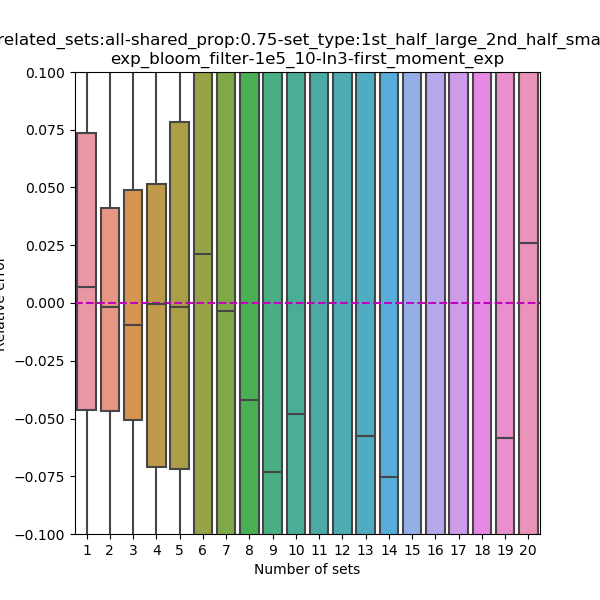 related_sets:all-shared_prop:0.75-set_type:1st_half_large_2nd_half_sma
exp_bloom_filter-1e5_10-ln3-first_moment_exp
0.100
0.075
0.050
0.025
0.000
−0.025
−0.050
−0.075
−0.100
Relative error
1 2 3 4 5 6 7 8 9 10 11 12 13 14 15 16 17 18 19 20
Number of sets